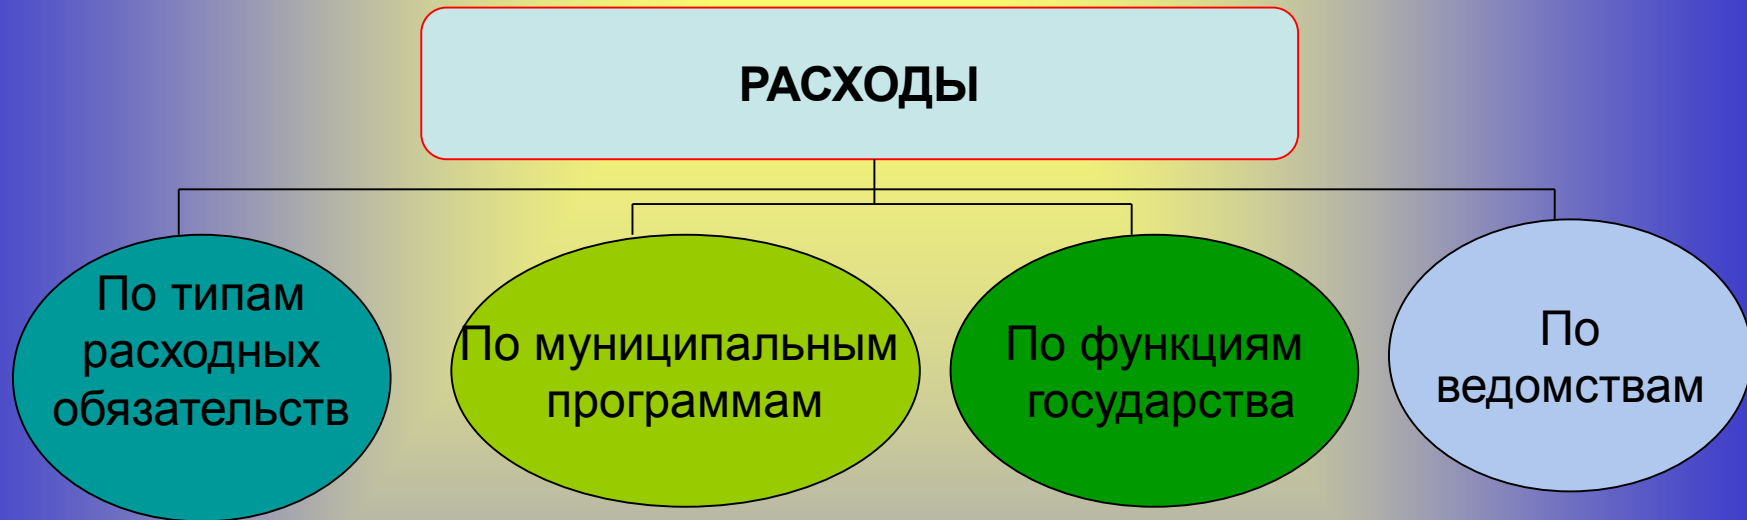 РАСХОДЫ
По типам
расходных
обязательств
По муниципальным
программам
По функциям
государства
По
ведомствам